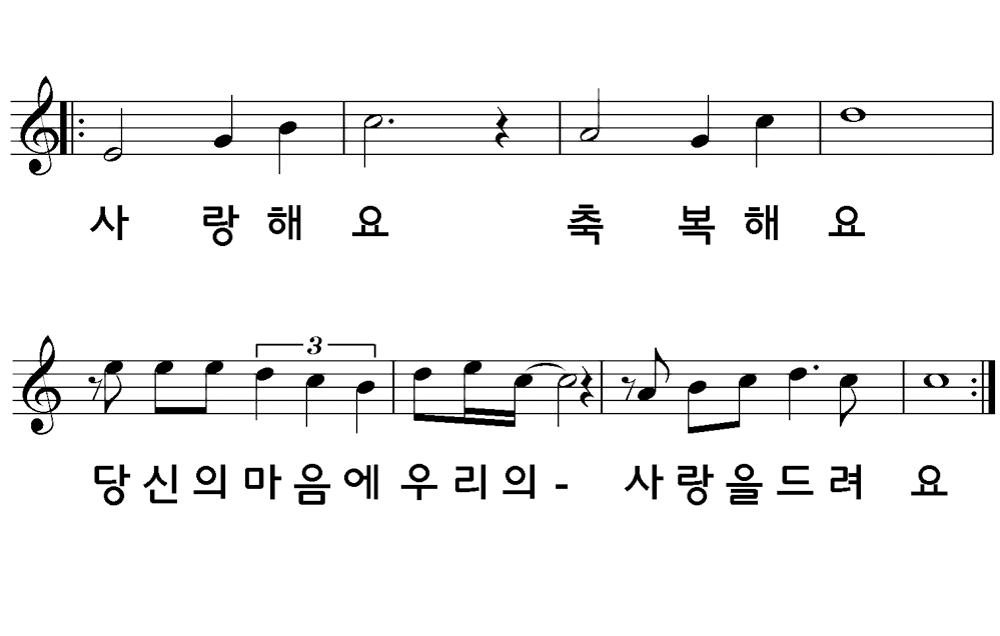 사 랑 해 요 축 복 해 요
3
당 신 의 마 음 에 우 리 의 - 사 랑 을 드 려 요